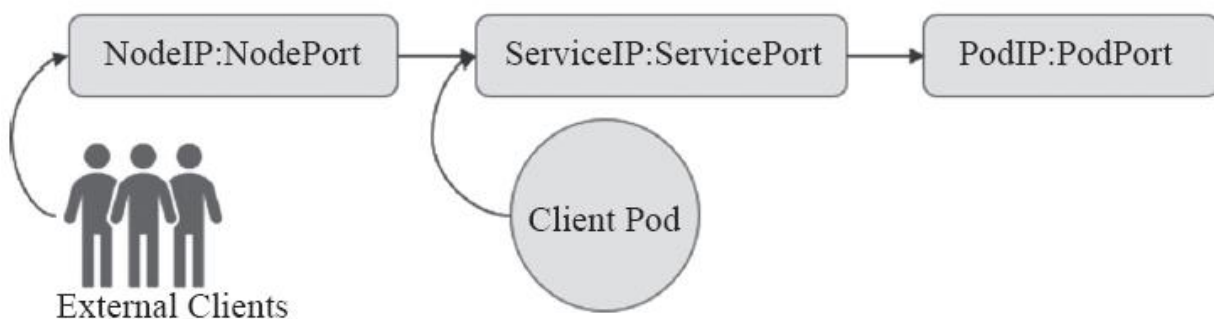 NodeIP:NodePort
ServiceIP:ServicePort
PodIP:PodPort
Client Pod
External Clients